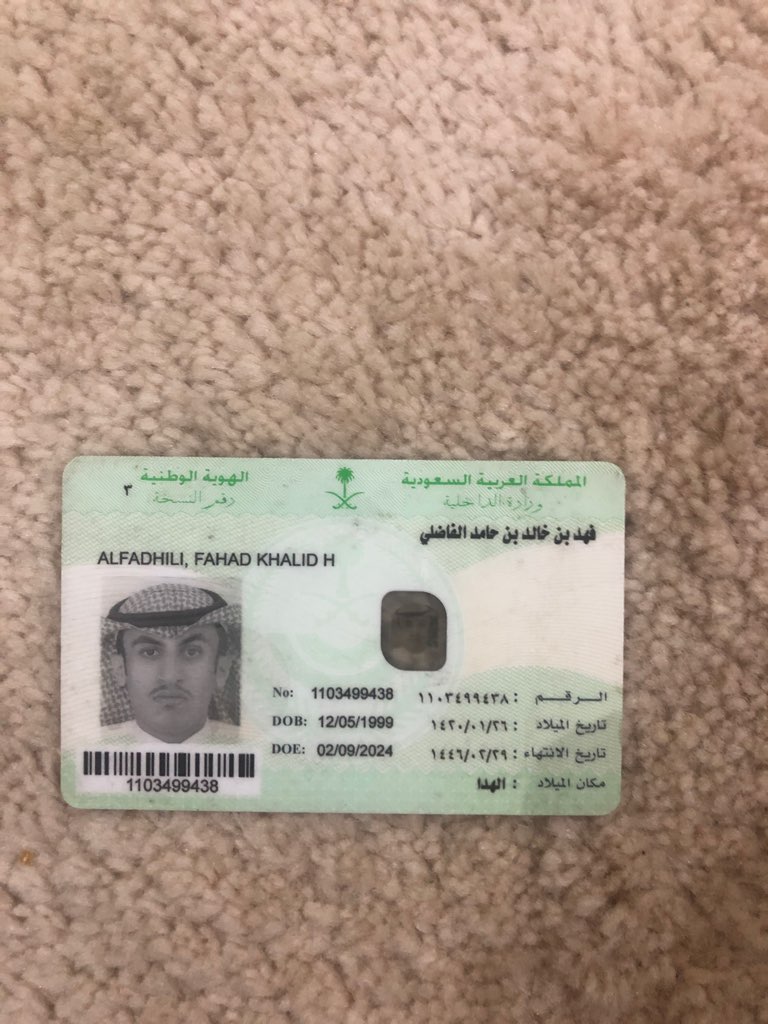 المملكة العربية السعودية
وزارة الداخلية
الهوية الوطنية
رقم النسخة ٣
فهد بن خالد بن حامد الفاضلي
ALFADHILI, FAHAD KHALID H
الرقم : ١١٠٣٤٩٩٤٣٨
No: 1103499438
تاريخ الميلاد : ١٤٢٠/٠١/٢٦
DOB: 12/05/1999
تاريخ الانتهاء : ١٤٤٦/٠٢/٢٩
DOE: 02/09/2024
مكان الميلاد : الهدا
1103499438